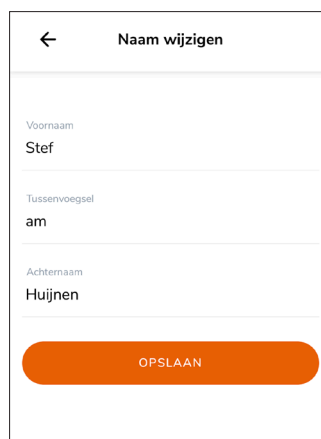 Naam wijzigen
Voornaam
Stef
Tussenvoegsel
am
Achternaam
Huijnen
OPSLAAN